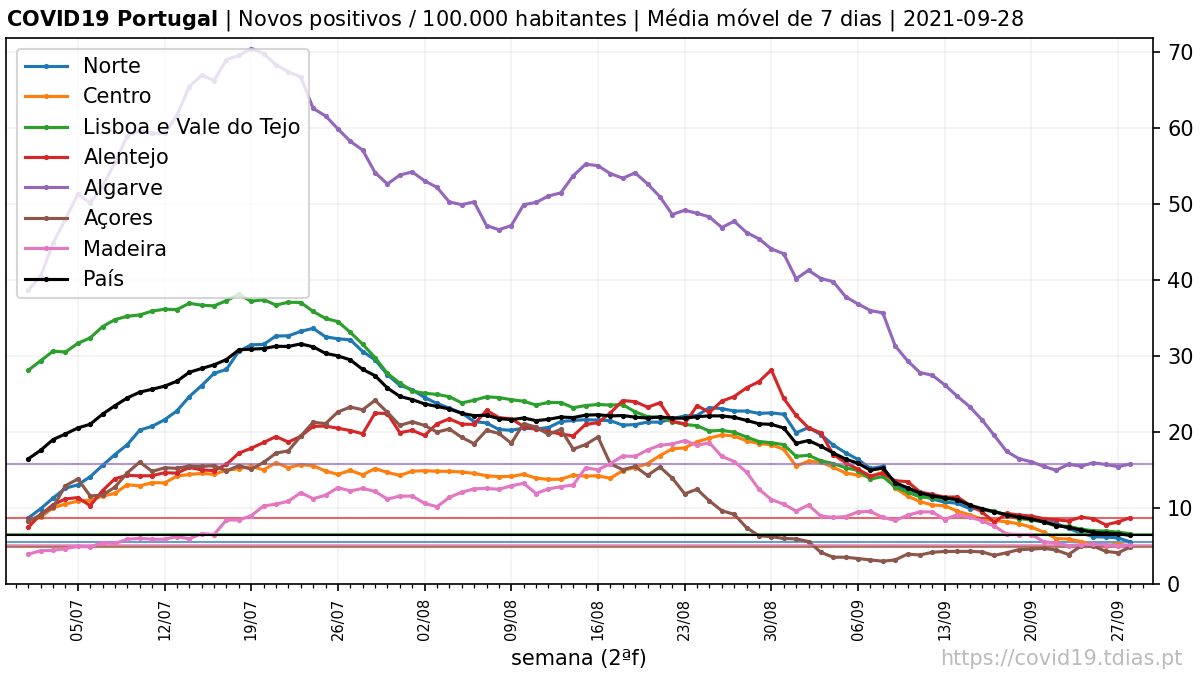 COVID19 Portugal | Novos positivos / 100.000 habitantes | Média móvel de 7 dias | 2021-09-28
Norte
Centro
Lisboa e Vale do Tejo
Alentejo
Algarve
Açores
Madeira
País
70
60
50
40
30
20
10
0
05/07
12/07
19/07
26/07
02/08
09/08
16/08
23/08
30/08
06/09
13/09
20/09
27/09
semana (2ªf)
https://covid19.tdias.pt